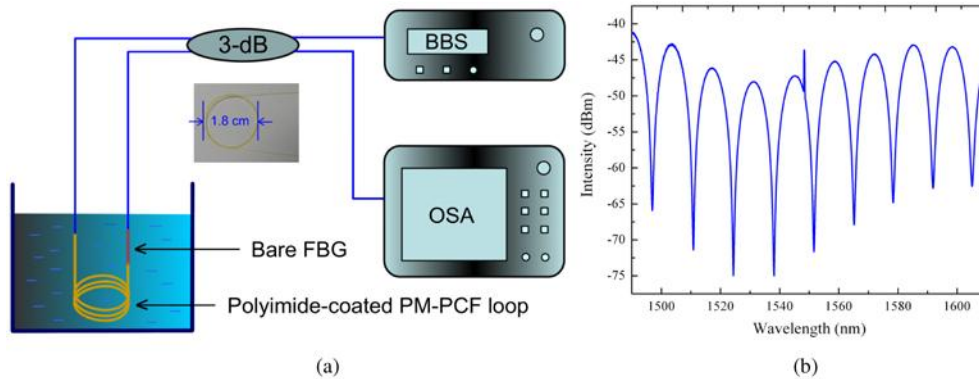 3-dB
BBS
1.8 cm
OSA
Bare FBG
Polyimide-coated PM-PCF loop
(a)
Intensity (dBm)
-40
-45
-50
-55
-60
-65
-70
-75
1500 1520 1540 1560 1580 1600
Wavelength (nm)
(b)